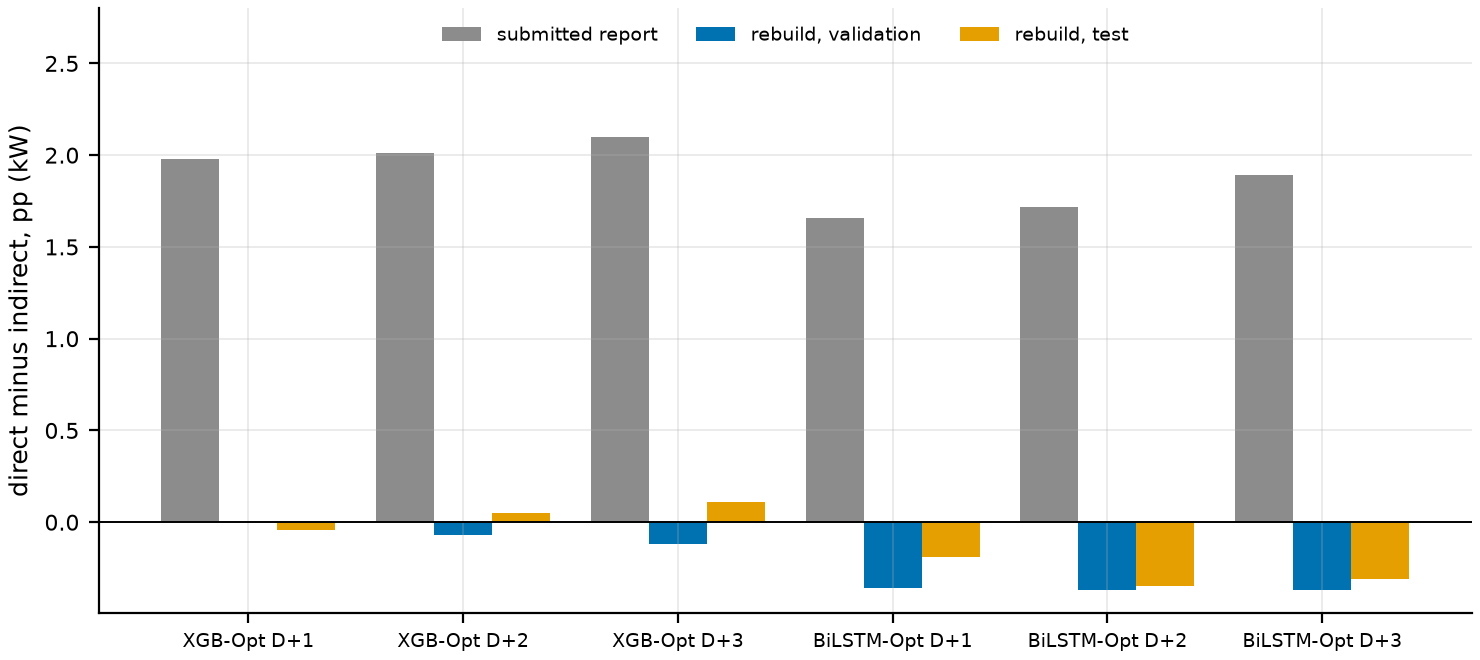 submitted report
rebuild, validation
rebuild, test
direct minus indirect, pp (kW)
2.5
2.0
1.5
1.0
0.5
0.0
XGB-Opt D+1
XGB-Opt D+2
XGB-Opt D+3
BiLSTM-Opt D+1
BiLSTM-Opt D+2
BiLSTM-Opt D+3